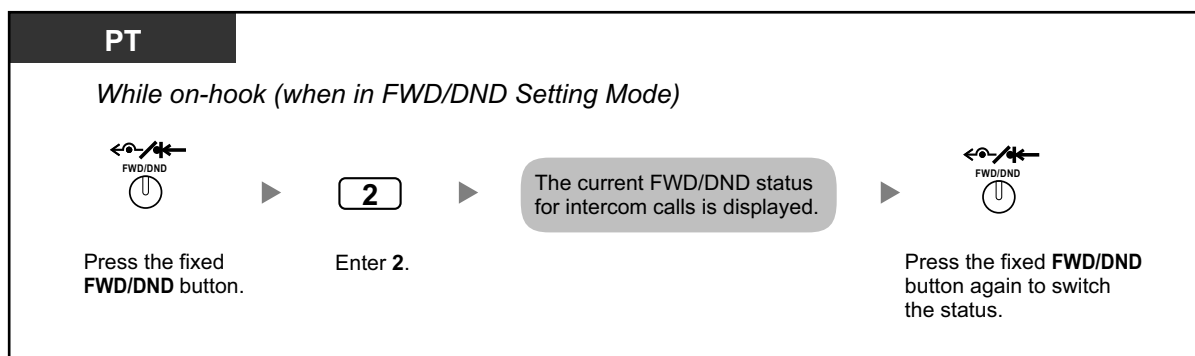 PT
While on-hook (when in FWD/DND Setting Mode)
FWD/DND
Press the fixed
FWD/DND button.
2
Enter 2.
The current FWD/DND status
for intercom calls is displayed.
FWD/DND
Press the fixed FWD/DND
button again to switch
the status.